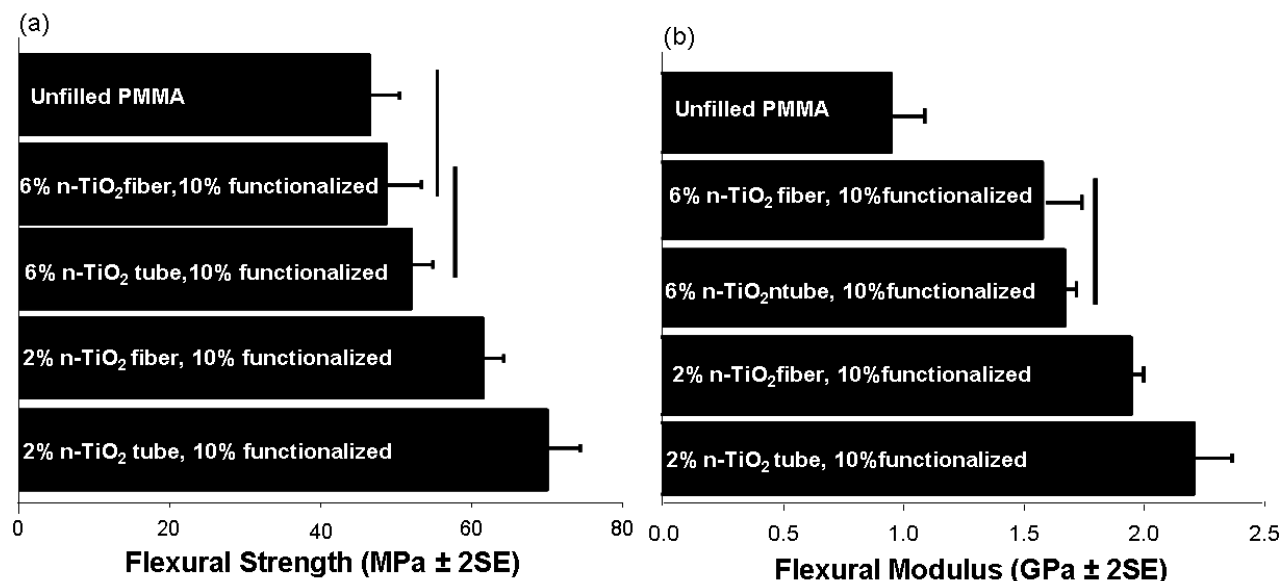 (a)
Unfilled PMMA
6% n-TiO₂fiber,10% functionalized
6% n-TiO₂ tube,10% functionalized
2% n-TiO₂ fiber, 10% functionalized
2% n-TiO₂ tube, 10% functionalized
0 20 40 60 80
Flexural Strength (MPa ± 2SE)
(b)
Unfilled PMMA
6% n-TiO₂ fiber, 10%functionalized
6% n-TiO₂ntube, 10%functionalized
2% n-TiO₂fiber, 10%functionalized
2% n-TiO₂ tube, 10%functionalized
0.0 0.5 1.0 1.5 2.0 2.5
Flexural Modulus (GPa ± 2SE)